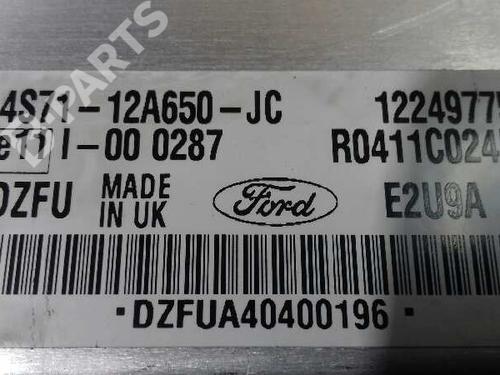 4S71-12A650-JC 1224977
e11 I-00 0287 R0411C024
DZFU MADE IN UK Ford E2U9A
·DZFUA40400196·
PARTS